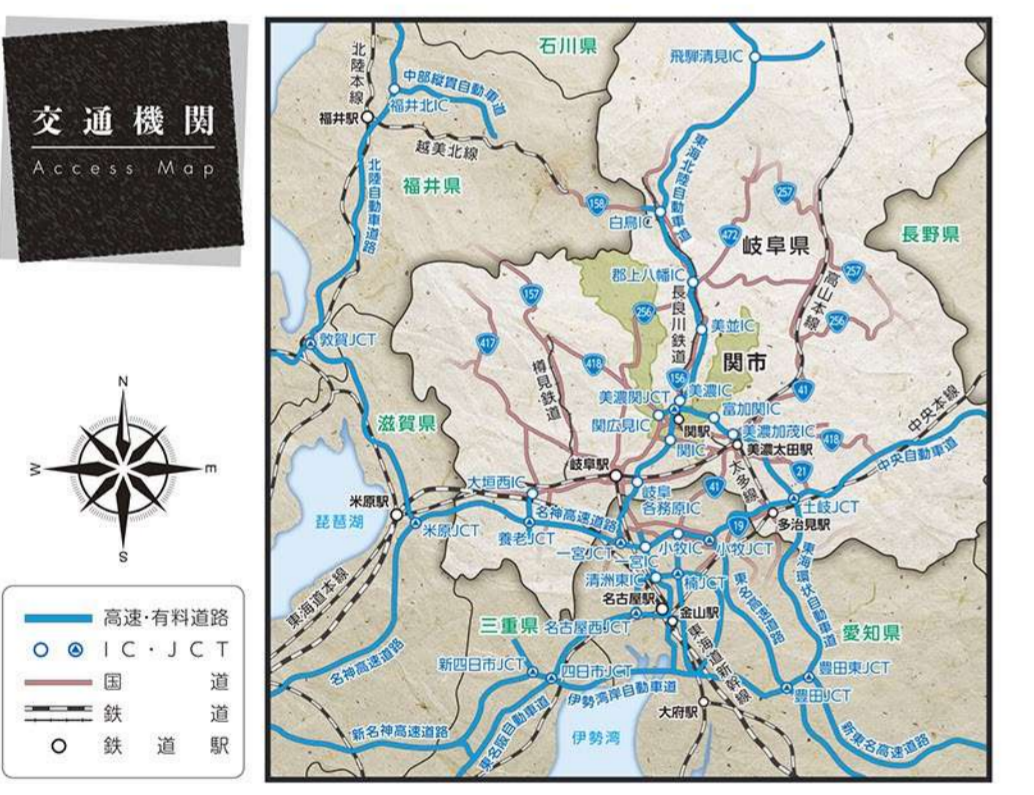 交通機関
Access Map
N
W
E
S
高速・有料道路
IC・JCT
国道
鉄道
鉄道駅
石川県
飛騨清見IC
北陸本線
中部縦貫自動車道
福井北IC
福井駅
越美北線
東海北陸自動車道
北陸自動車道路
福井県
158
257
白鳥IC
472
岐阜県
長野県
郡上八幡IC
257
高山本線
157
256
長良川鉄道
256
美並IC
敦賀JCT
417
418
樽見鉄道
関市
156
美濃IC
41
美濃関JCT
富加関IC
中央本線
滋賀県
関広見IC
関駅
美濃加茂IC
418
関IC
美濃太田駅
中央自動車道
岐阜駅
太多線
21
大垣西IC
岐阜各務原IC
41
土岐JCT
米原駅
琵琶湖
米原JCT
名神高速道路
養老JCT
19
多治見駅
一宮JCT
一宮IC
小牧IC
小牧JCT
東海環状自動車道
清洲東IC
楠JCT
東名高速道路
東海道本線
名古屋駅
金山駅
三重県
名古屋西JCT
愛知県
東海道新幹線
名神高速道路
新四日市JCT
四日市JCT
豊田東JCT
伊勢湾岸自動車道
豊田JCT
大府駅
新名神高速道路
東名阪自動車道
伊勢湾
新東名高速道路